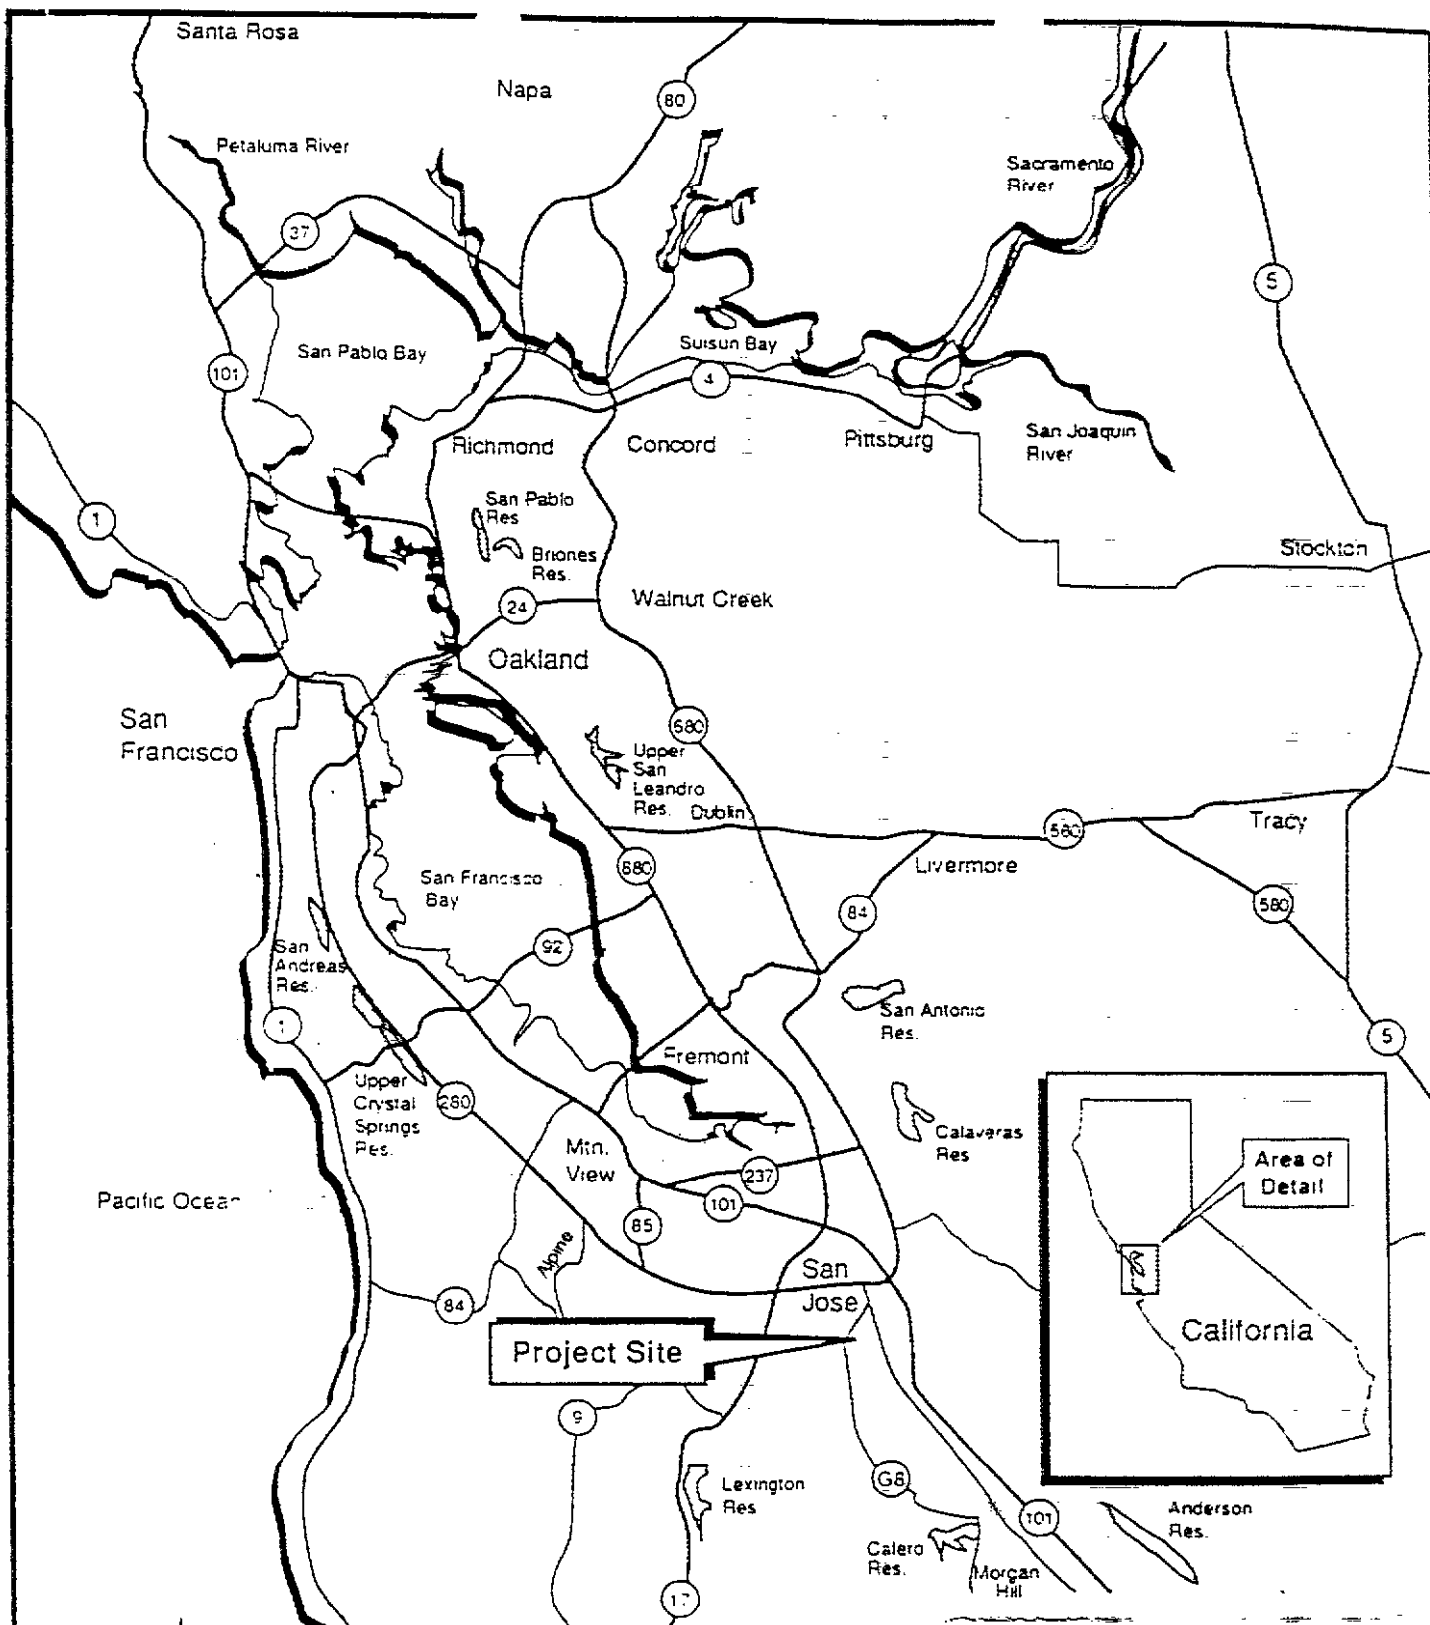 Santa Rosa
Napa
80
Petaluma River
Sacramento
River
37
5
San Pablo Bay
Suisun Bay
101
4
Richmond
Concord
Pittsburg
San Joaquin
River
1
San Pablo
Res
Briones
Res.
Stockton
24
Walnut Creek
Oakland
San
Francisco
680
Upper
San
Leandro
Res.
Dublin
580
Tracy
Livermore
680
San Francisco
Bay
84
580
92
San
Andreas
Res.
San Antonio
Res.
1
5
Fremont
Upper
Crystal
Springs
Res.
280
Calaveras
Res
Mtn.
View
237
Area of
Detail
Pacific Ocean
101
85
Alpine
San
Jose
84
California
Project Site
9
G8
Lexington
Res
101
Anderson
Res.
Calero
Res.
Morgan
Hill
17